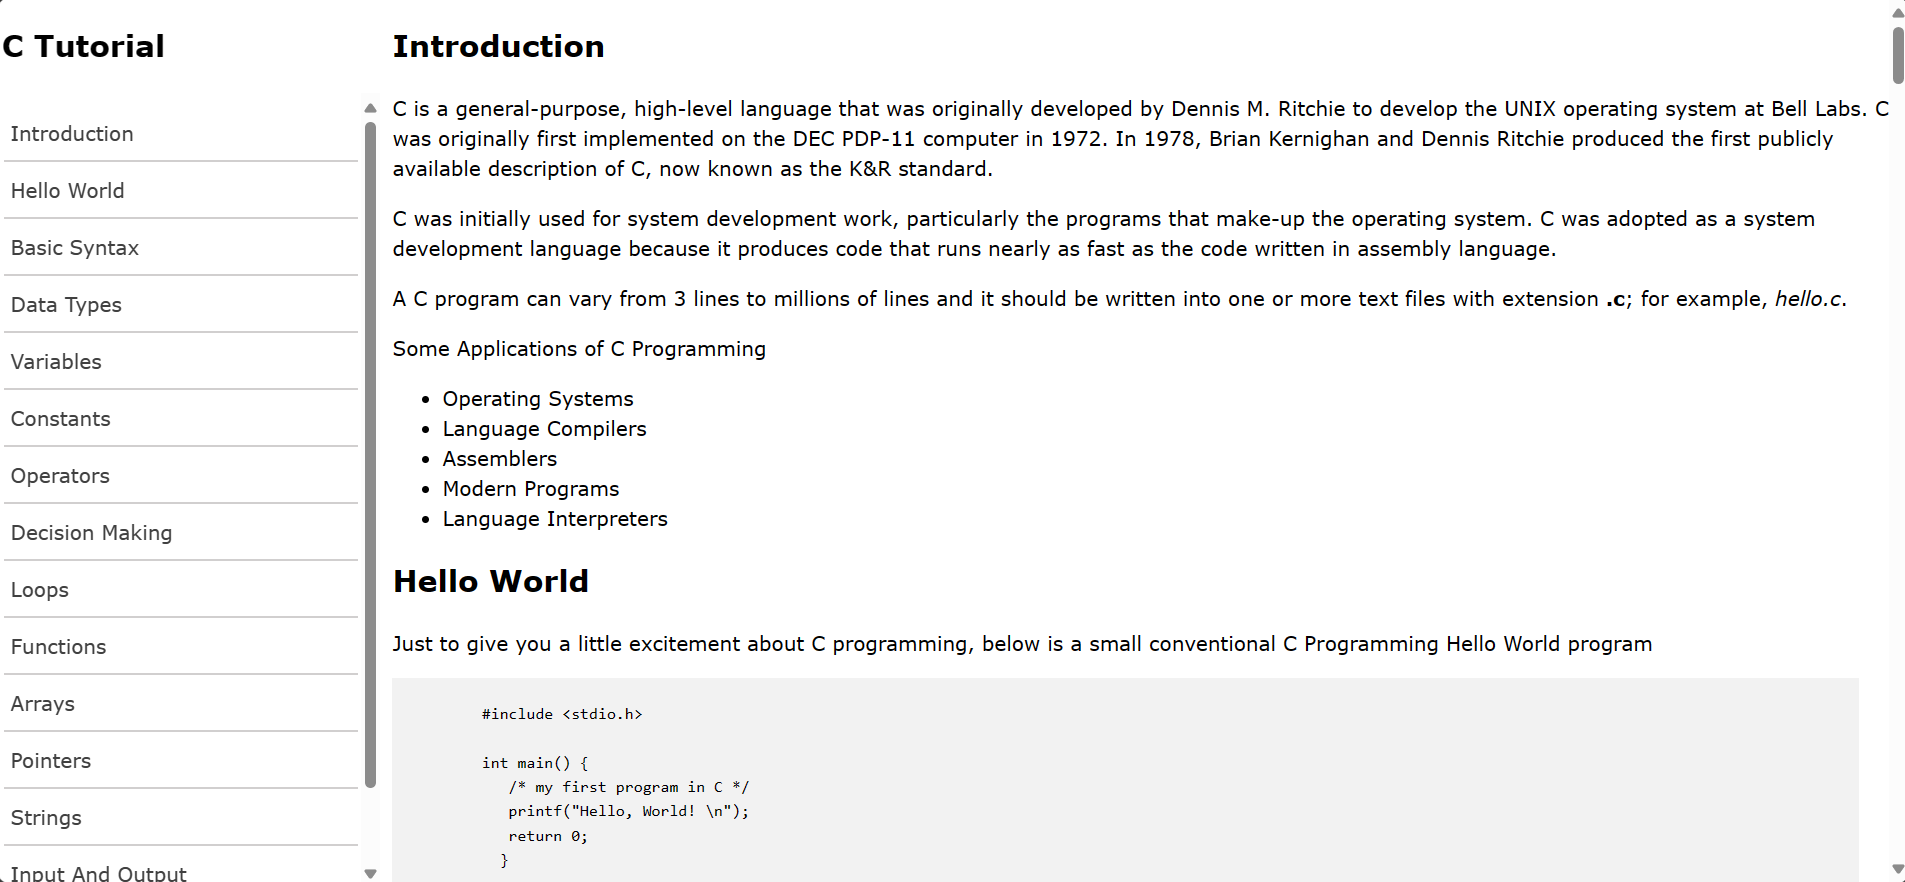 C Tutorial
Introduction
Hello World
Basic Syntax
Data Types
Variables
Constants
Operators
Decision Making
Loops
Functions
Arrays
Pointers
Strings
Input And Output
Introduction
C is a general-purpose, high-level language that was originally developed by Dennis M. Ritchie to develop the UNIX operating system at Bell Labs. C
was originally first implemented on the DEC PDP-11 computer in 1972. In 1978, Brian Kernighan and Dennis Ritchie produced the first publicly
available description of C, now known as the K&R standard.
C was initially used for system development work, particularly the programs that make-up the operating system. C was adopted as a system
development language because it produces code that runs nearly as fast as the code written in assembly language.
A C program can vary from 3 lines to millions of lines and it should be written into one or more text files with extension .c; for example, hello.c.
Some Applications of C Programming
• Operating Systems
• Language Compilers
• Assemblers
• Modern Programs
• Language Interpreters
Hello World
Just to give you a little excitement about C programming, below is a small conventional C Programming Hello World program
#include <stdio.h>
int main() {
/* my first program in C */
printf("Hello, World! \n");
return 0;
}